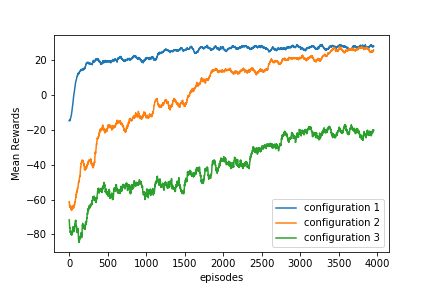 20
0
−20
−40
−60
−80
Mean Rewards
0 500 1000 1500 2000 2500 3000 3500 4000
episodes
configuration 1
configuration 2
configuration 3